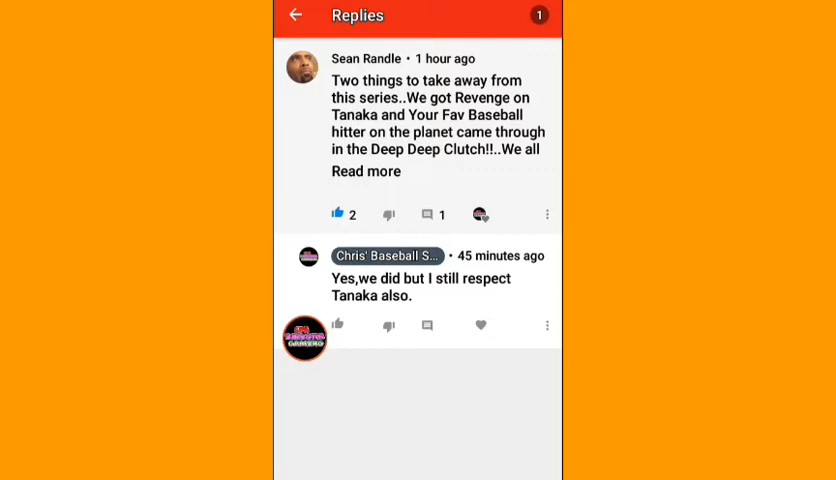 Replies
1
Sean Randle • 1 hour ago
Two things to take away from
this series..We got Revenge on
Tanaka and Your Fav Baseball
hitter on the planet came through
in the Deep Deep Clutch!!..We all
Read more
2
1
Chris' Baseball S... • 45 minutes ago
Yes,we did but I still respect
Tanaka also.